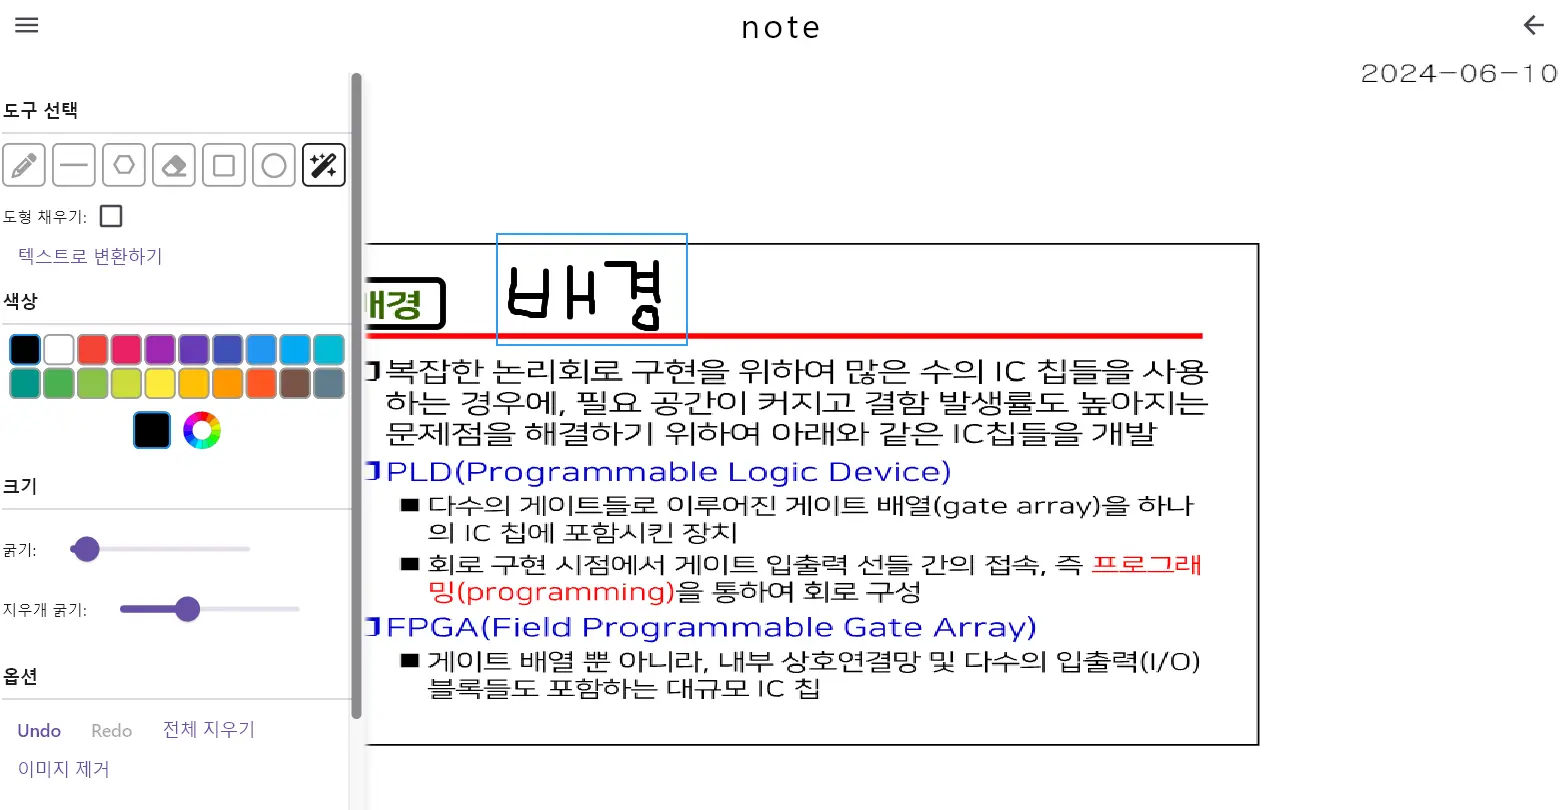 note
2024-06-10
도구 선택
도형 채우기:
텍스트로 변환하기
색상
크기
굵기:
지우개 굵기:
옵션
Undo Redo 전체 지우기
이미지 제거
배경 배경
복잡한 논리회로 구현을 위하여 많은 수의 IC 칩들을 사용
하는 경우에, 필요 공간이 커지고 결함 발생률도 높아지는
문제점을 해결하기 위하여 아래와 같은 IC칩들을 개발
PLD(Programmable Logic Device)
■ 다수의 게이트들로 이루어진 게이트 배열(gate array)을 하나
의 IC 칩에 포함시킨 장치
■ 회로 구현 시점에서 게이트 입출력 선들 간의 접속, 즉 프로그래
밍(programming)을 통하여 회로 구성
FPGA(Field Programmable Gate Array)
■ 게이트 배열 뿐 아니라, 내부 상호연결망 및 다수의 입출력(I/O)
블록들도 포함하는 대규모 IC 칩